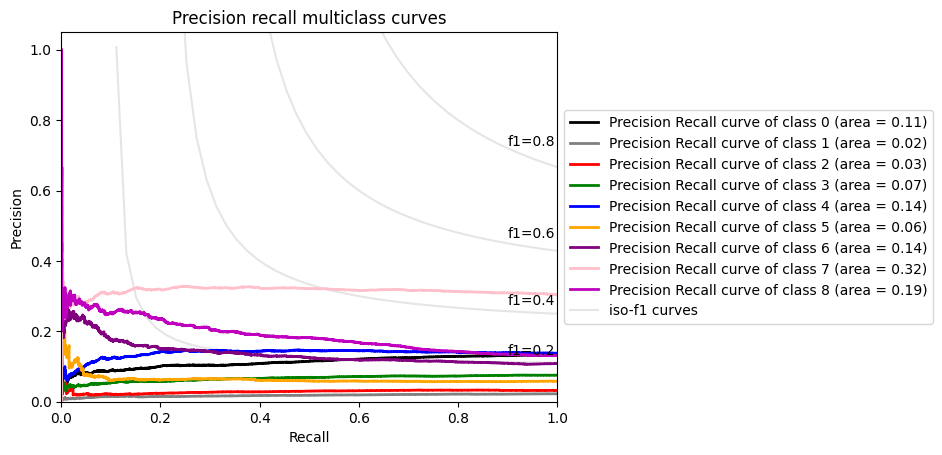 Precision recall multiclass curves
Precision
1.0
0.8
0.6
0.4
0.2
0.0
0.0 0.2 0.4 0.6 0.8 1.0
Recall
f1=0.8
f1=0.6
f1=0.4
f1=0.2
Precision Recall curve of class 0 (area = 0.11)
Precision Recall curve of class 1 (area = 0.02)
Precision Recall curve of class 2 (area = 0.03)
Precision Recall curve of class 3 (area = 0.07)
Precision Recall curve of class 4 (area = 0.14)
Precision Recall curve of class 5 (area = 0.06)
Precision Recall curve of class 6 (area = 0.14)
Precision Recall curve of class 7 (area = 0.32)
Precision Recall curve of class 8 (area = 0.19)
iso-f1 curves